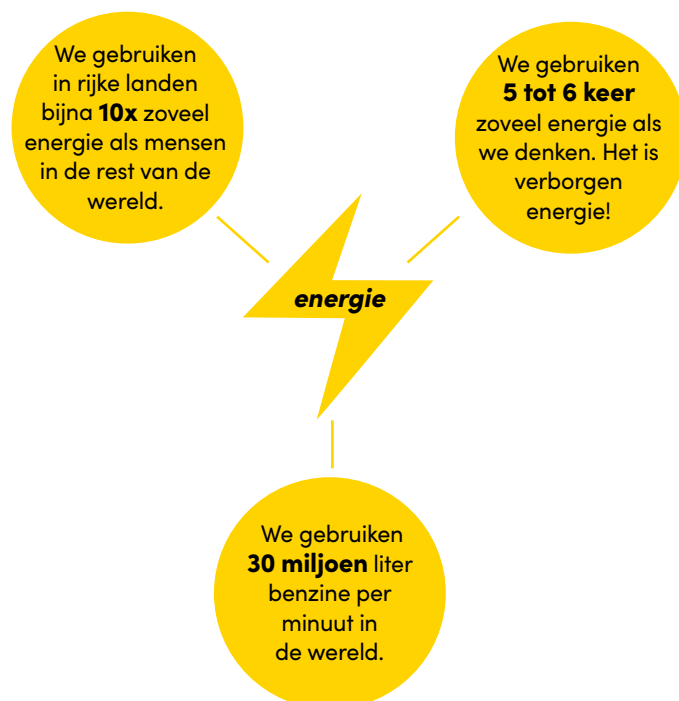 We gebruiken
in rijke landen
bijna 10x zoveel
energie als mensen
in de rest van de
wereld.
We gebruiken
5 tot 6 keer
zoveel energie als
we denken. Het is
verborgen
energie!
energie
We gebruiken
30 miljoen liter
benzine per
minuut in
de wereld.